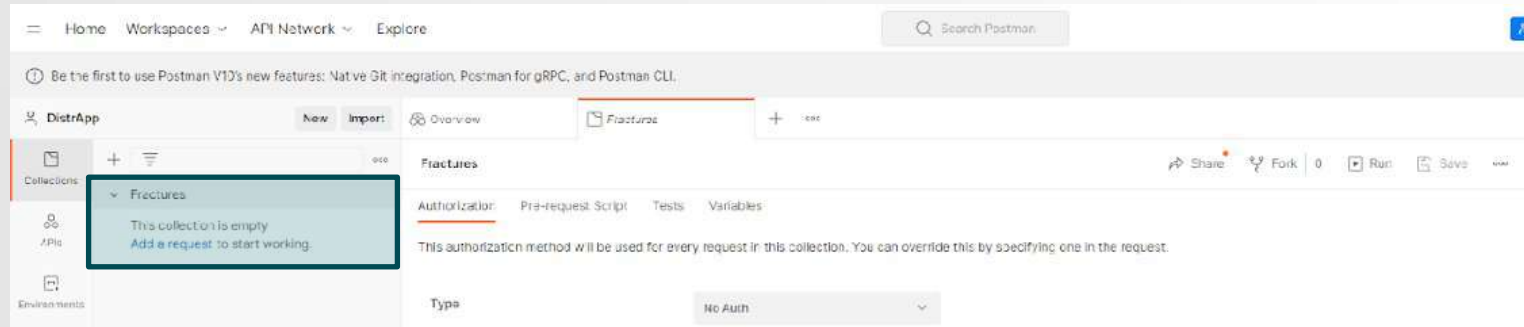 Home Workspaces API Network Explore Search Postman
Be the first to use Postman V10's new features: Native Git integration, Postman for gRPC, and Postman CLI.
DistrApp New Import Overview Fractures
Collections
Fractures Share Fork 0 Run Save
Fractures
This collection is empty
Add a request to start working.
Authorization Pre-request Script Tests Variables
APIs
This authorization method will be used for every request in this collection. You can override this by specifying one in the request.
Environments
Type No Auth